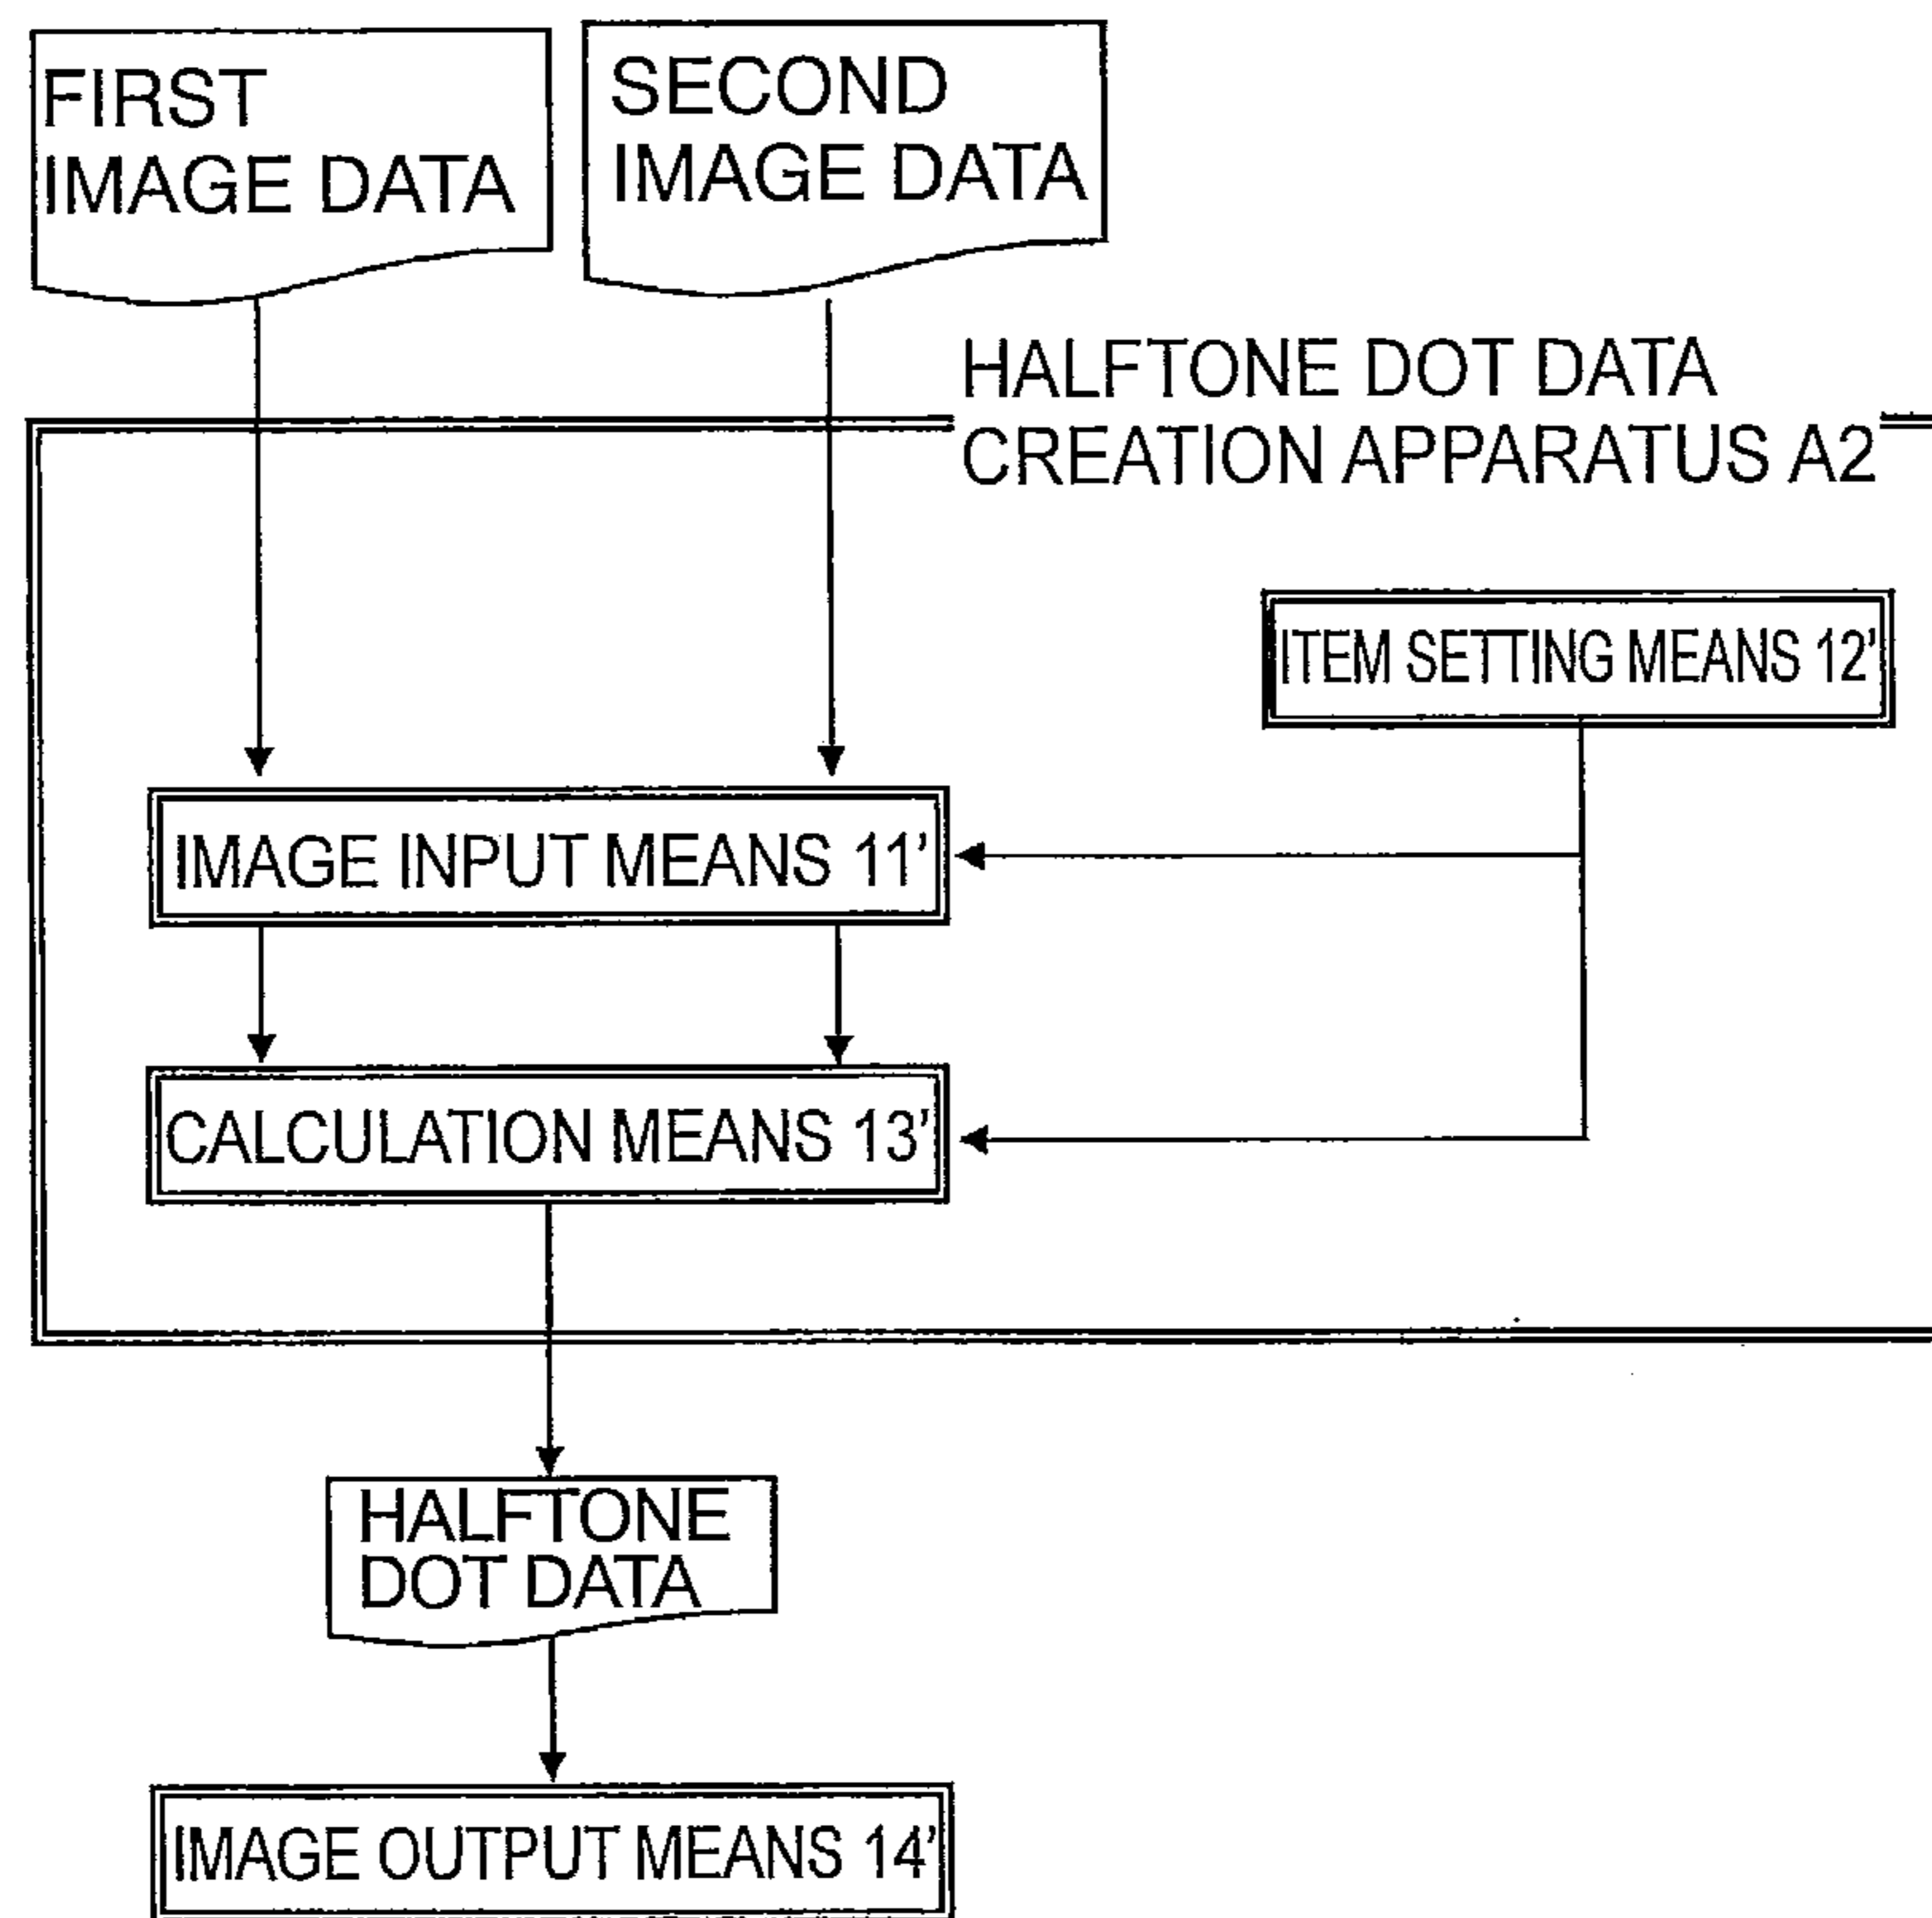 FIRST
IMAGE DATA
SECOND
IMAGE DATA
HALFTONE DOT DATA
CREATION APPARATUS A2
ITEM SETTING MEANS 12'
IMAGE INPUT MEANS 11'
CALCULATION MEANS 13'
HALFTONE
DOT DATA
IMAGE OUTPUT MEANS 14'